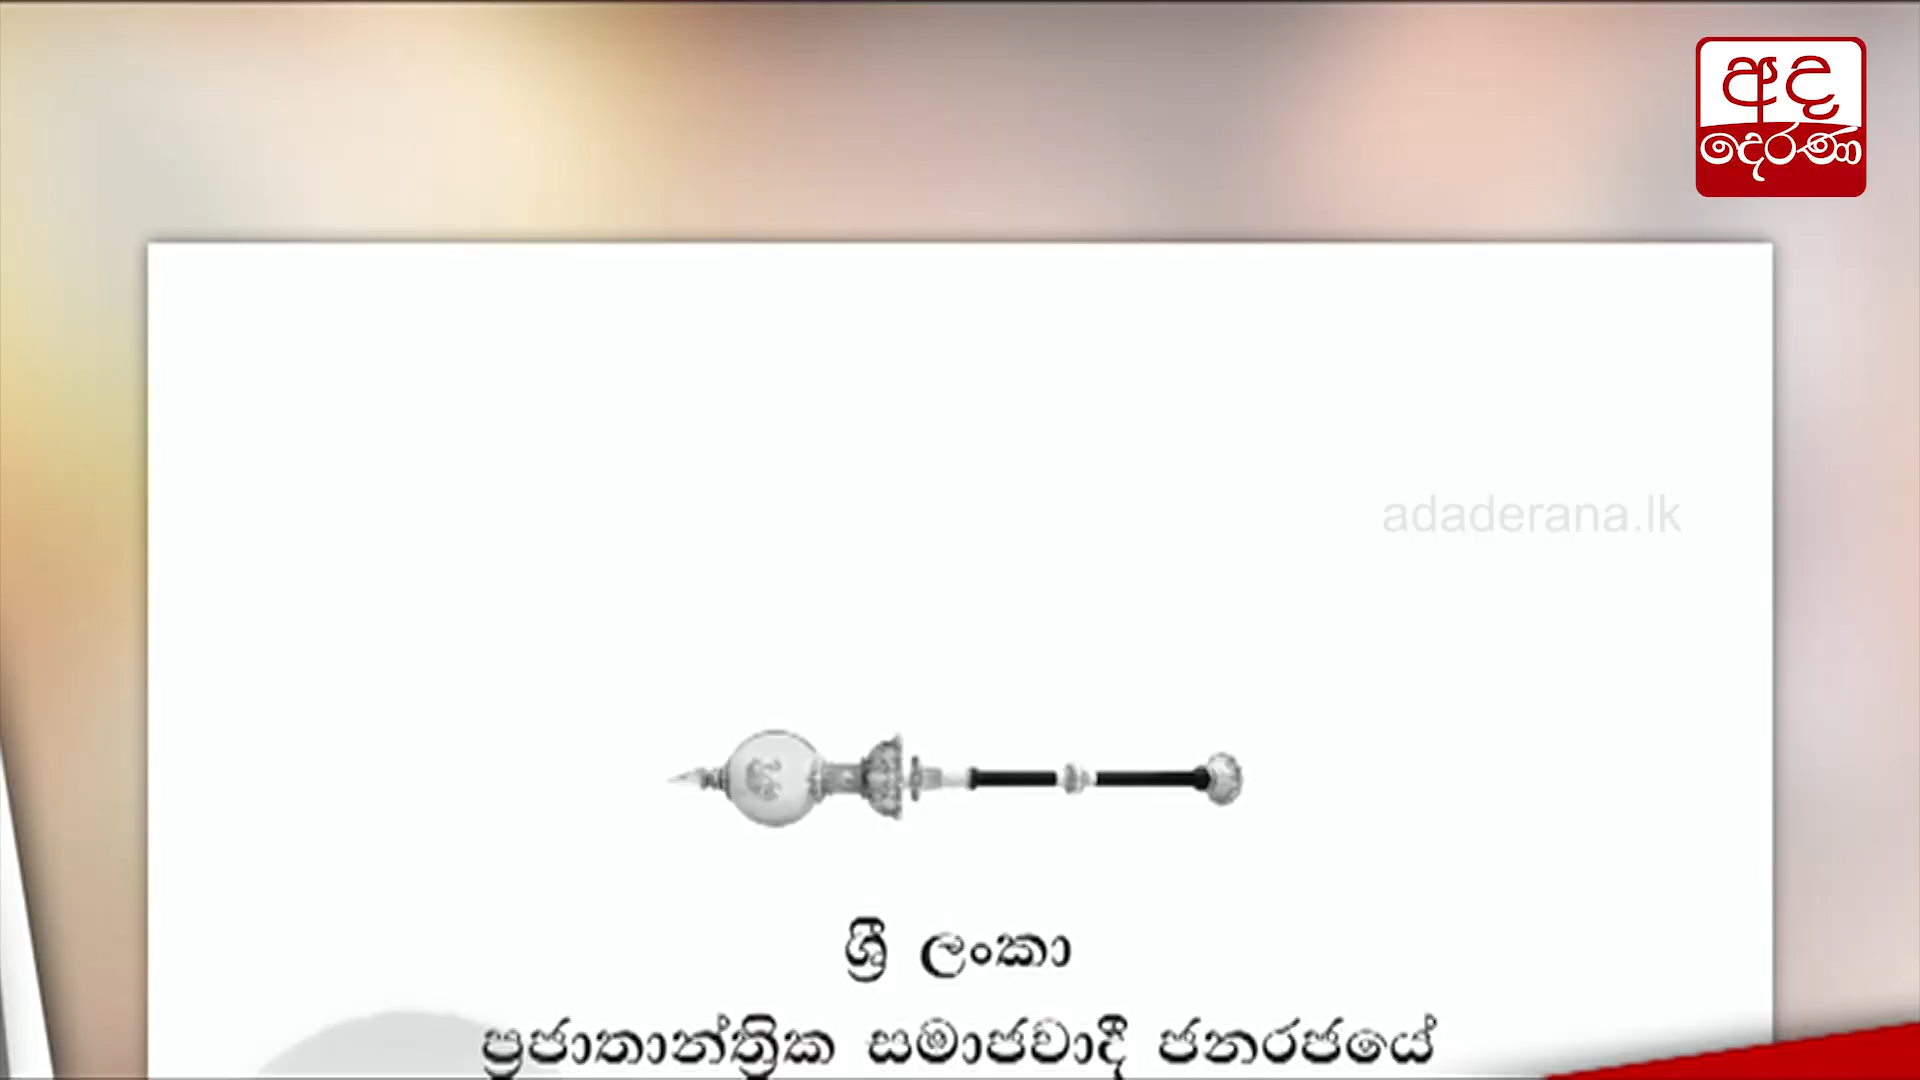 අද
දෙරණ
adaderana.lk
ශ්‍රී ලංකා
ප්‍රජාතාන්ත්‍රික සමාජවාදී ජනරජයේ